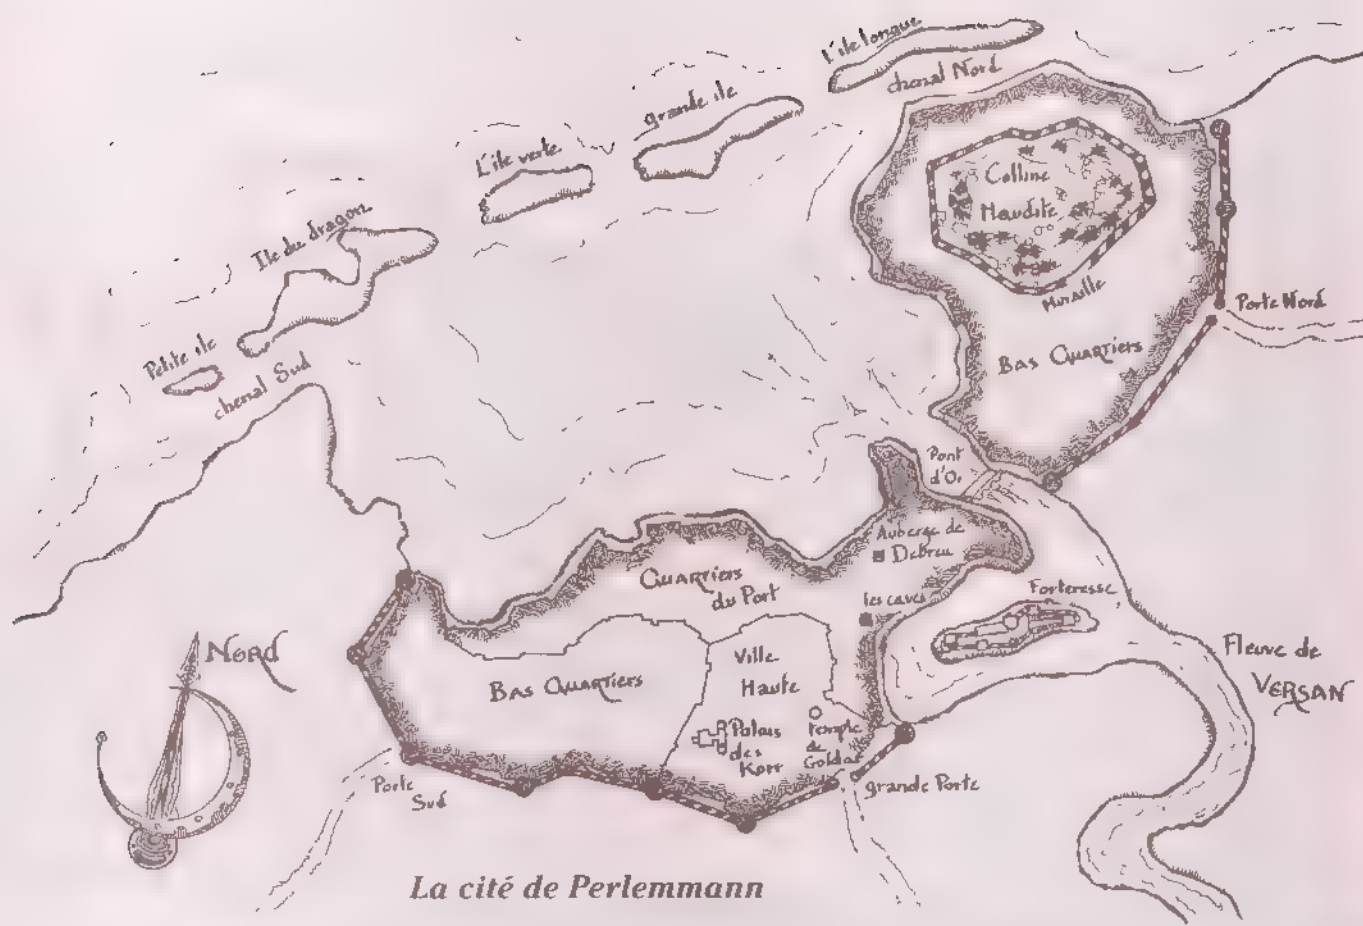 L'île longue
chenal Nord
grande île
L'île verte
Ile du dragon
Petite île
chenal Sud
Colline
Maudite
Muraille
Porte Nord
Bas Quartiers
Pont
d'Or
Auberge de
Debreu
Quartiers
du Port
les caves
Forteresse
Fleuve de
VERSAN
Nord
Bas Quartiers
Ville
Haute
Palais
des
Korr
Temple
de
Goldar
Porte
Sud
grande Porte
La cité de Perlemmann